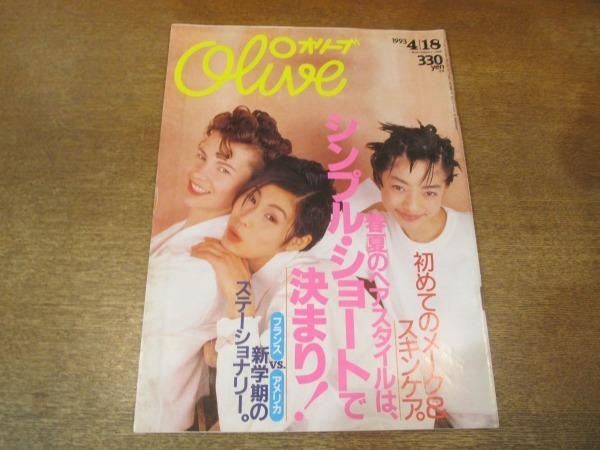 Olive
オリーブ
1993 4/18
330
yen
春夏のヘアスタイルは、
シンプル・ショートで
決まり!
初めてのメーク&
スキンケア。
フランス
vs.
アメリカ
新学期の
ステーショナリー。